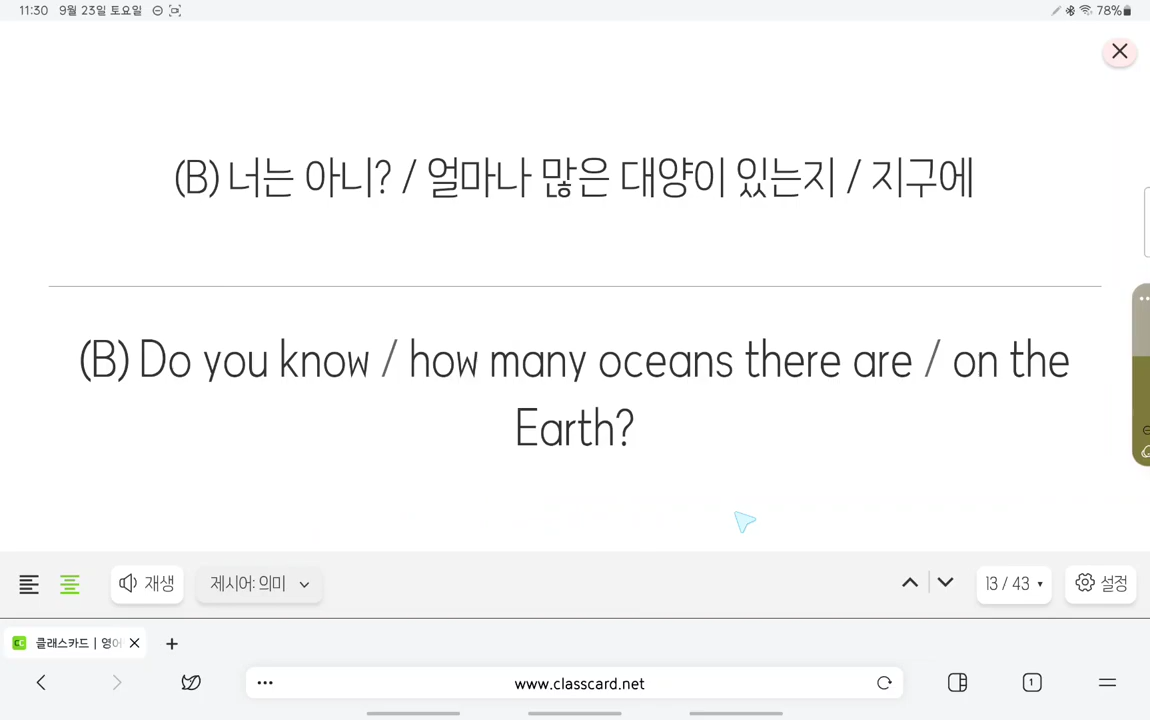 11:30 9월 23일 토요일 78%
(B) 너는 아니? / 얼마나 많은 대양이 있는지 / 지구에
(B) Do you know / how many oceans there are / on the
Earth?
재생 제시어: 의미 13 / 43 설정
클래스카드 | 영어
www.classcard.net 1